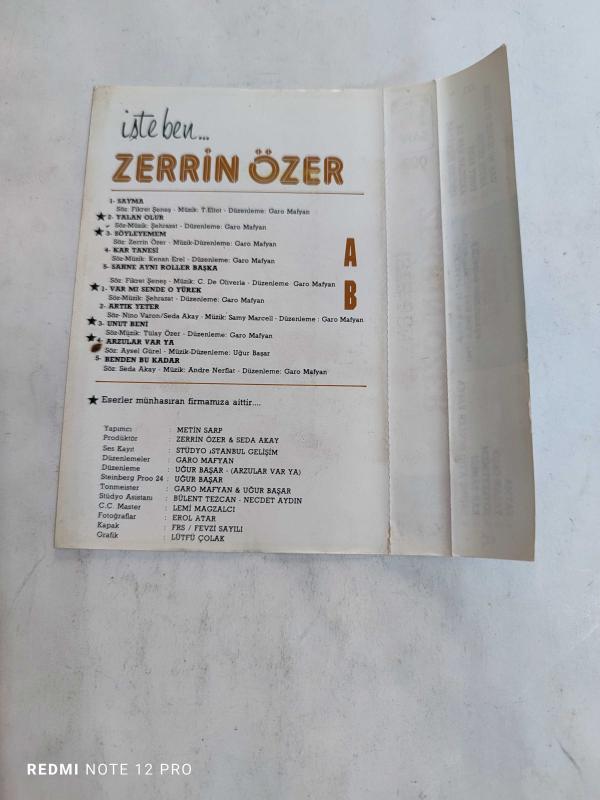 işte ben...
ZERRİN ÖZER
1- SAYMA
Söz: Fikret Şeneş - Müzik: T.Eliot - Düzenleme: Garo Mafyan
★ 2- YALAN OLUR
Söz-Müzik: Şehrazat - Düzenleme: Garo Mafyan
★ 3- SÖYLEYEMEM
Söz: Zerrin Özer - Müzik-Düzenleme: Garo Mafyan
4- KAR TANESİ
Söz-Müzik: Kenan Erel - Düzenleme: Garo Mafyan
5- SAHNE AYNI ROLLER BAŞKA
Söz: Fikret Şeneş - Müzik: C. De Oliveria - Düzenleme: Garo Mafyan
A
★ 1- VAR MI SENDE O YÜREK
Söz-Müzik: Şehrazat - Düzenleme: Garo Mafyan
2- ARTIK YETER
Söz- Nino Varon/Seda Akay - Müzik: Samy Marcell - Düzenleme : Garo Mafyan
★ 3- UNUT BENİ
Söz-Müzik: Tülay Özer - Düzenleme: Garo Mafyan
★ 4- ARZULAR VAR YA
Söz: Aysel Gürel - Müzik-Düzenleme: Uğur Başar
5- BENDEN BU KADAR
Söz: Seda Akay - Müzik: Andre Nerflat - Düzenleme: Garo Mafyan
B
★ Eserler münhasıran firmamıza aittir....
Yapımcı : METİN SARP
Prodüktör : ZERRİN ÖZER & SEDA AKAY
Ses Kayıt : STÜDYO ıSTANBUL GELİŞİM
Düzenlemeler : GARO MAFYAN
Düzenleme : UĞUR BAŞAR - (ARZULAR VAR YA)
Steinberg Proo 24 : UĞUR BAŞAR
Tonmeister : GARO MAFYAN & UĞUR BAŞAR
Stüdyo Asistanı : BÜLENT TEZCAN - NECDET AYDIN
C.C. Master : LEMİ MAGZALCI
Fotoğraflar : EROL ATAR
Kapak : FRS / FEVZİ SAYILI
Grafik : LÜTFÜ ÇOLAK
REDMI NOTE 12 PRO